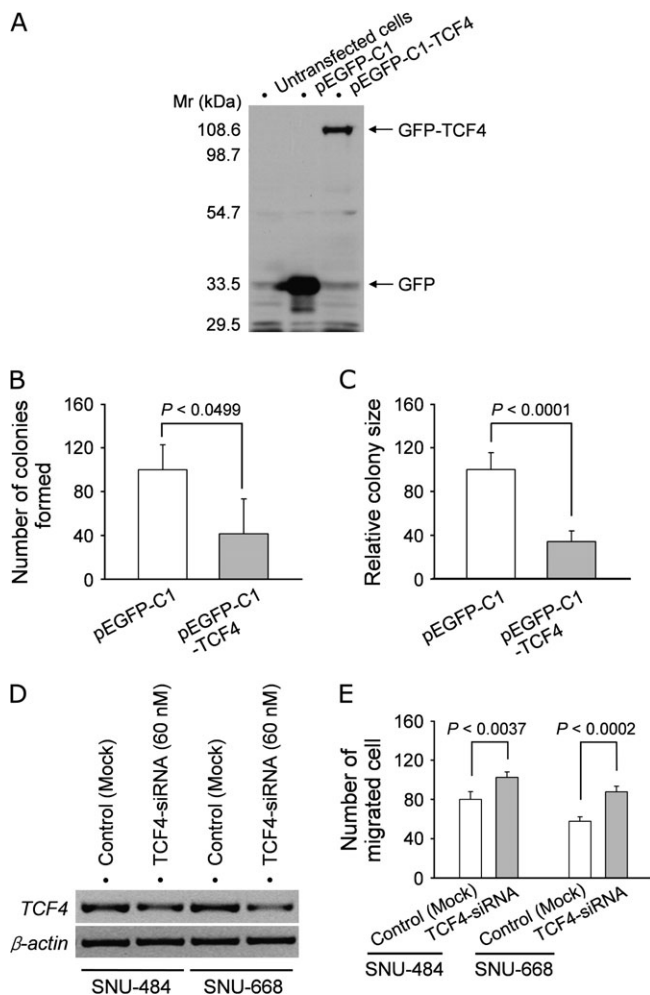 A
Untransfected cells
pEGFP-C1
pEGFP-C1-TCF4
Mr (kDa)
108.6
98.7
54.7
33.5
29.5
GFP-TCF4
GFP
B
Number of colonies
formed
160
120
80
40
0
P < 0.0499
pEGFP-C1
pEGFP-C1
-TCF4
C
Relative colony size
160
120
80
40
0
P < 0.0001
pEGFP-C1
pEGFP-C1
-TCF4
D
Control (Mock)
TCF4-siRNA (60 nM)
Control (Mock)
TCF4-siRNA (60 nM)
TCF4
β-actin
SNU-484
SNU-668
E
Number of
migrated cell
160
120
80
40
0
P < 0.0037
P < 0.0002
Control (Mock)
TCF4-siRNA
Control (Mock)
TCF4-siRNA
SNU-484
SNU-668